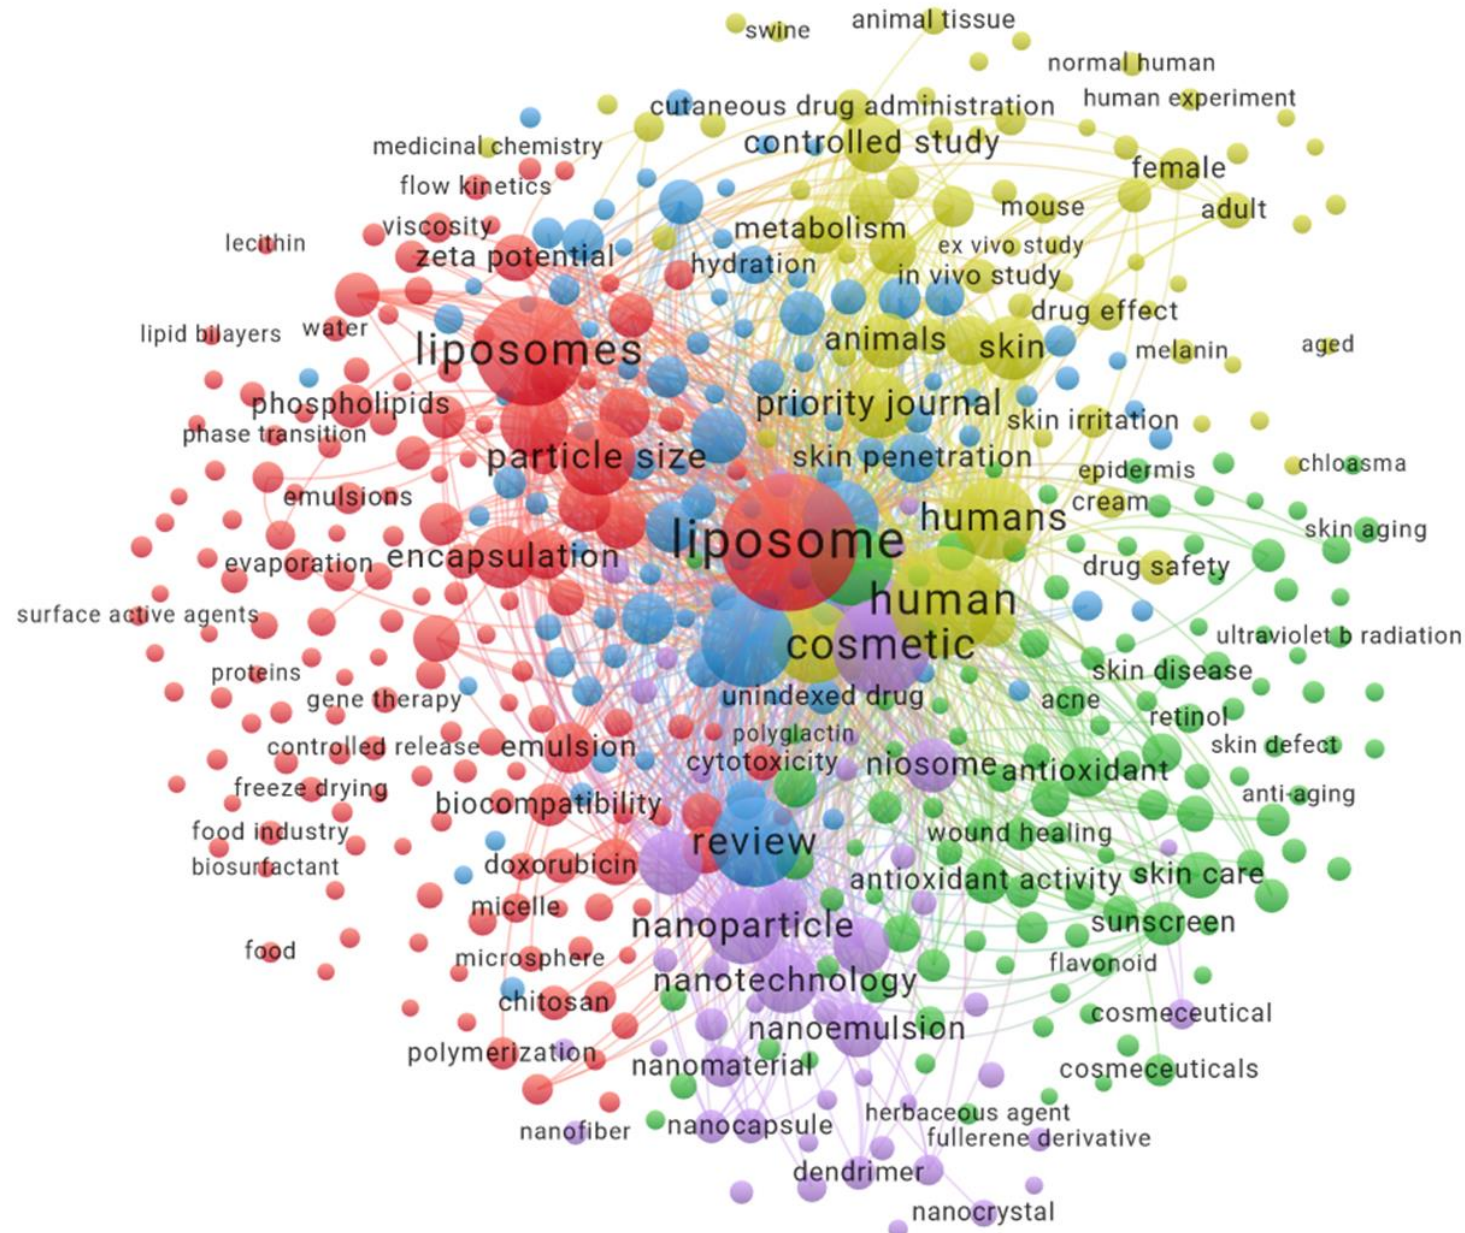 swine
animal tissue
normal human
human experiment
cutaneous drug administration
controlled study
medicinal chemistry
female
flow kinetics
mouse
adult
viscosity
metabolism
lecithin
zeta potential
ex vivo study
hydration
in vivo study
drug effect
lipid bilayers
water
liposomes
animals
skin
melanin
aged
phospholipids
priority journal
skin irritation
phase transition
particle size
skin penetration
epidermis
chloasma
emulsions
cream
humans
skin aging
liposome
evaporation
encapsulation
drug safety
human
surface active agents
cosmetic
ultraviolet b radiation
proteins
skin disease
gene therapy
unindexed drug
acne
retinol
controlled release
emulsion
polyglactin
skin defect
cytotoxicity
niosome
antioxidant
freeze drying
biocompatibility
anti-aging
food industry
review
wound healing
biosurfactant
doxorubicin
antioxidant activity
skin care
micelle
nanoparticle
sunscreen
food
microsphere
flavonoid
nanotechnology
chitosan
cosmeceutical
nanoemulsion
polymerization
nanomaterial
cosmeceuticals
herbaceous agent
nanofiber
nanocapsule
fullerene derivative
dendrimer
nanocrystal